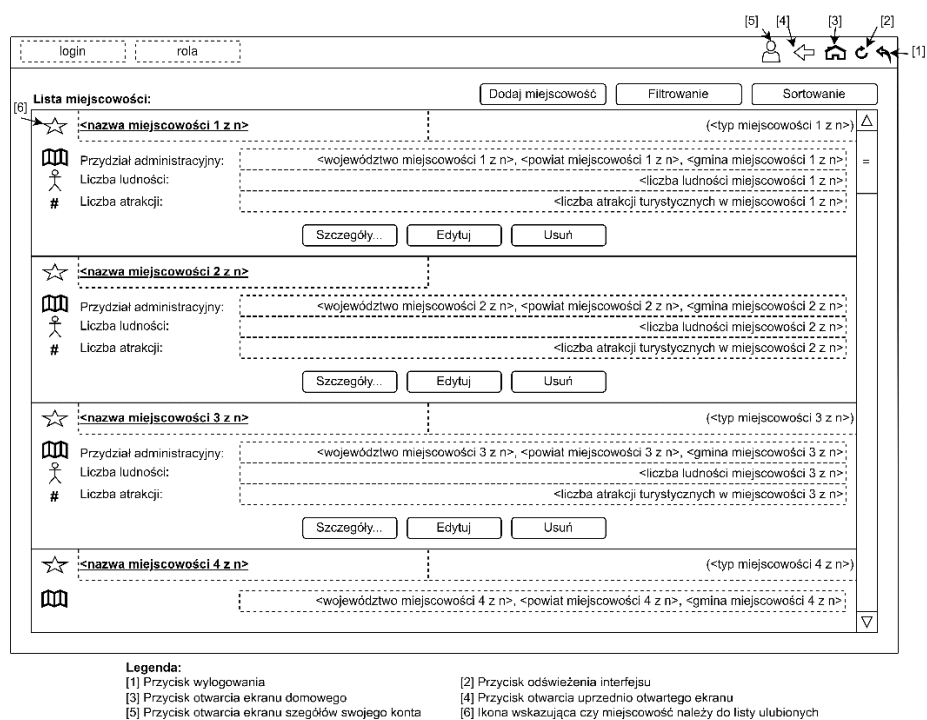 [5] [4] [3] [2]
login rola [1]
Dodaj miejscowość Filtrowanie Sortowanie
Lista miejscowości:
[6]
<nazwa miejscowości 1 z n> (<typ miejscowości 1 z n>)
Przydział administracyjny: <województwo miejscowości 1 z n>, <powiat miejscowości 1 z n>, <gmina miejscowości 1 z n>
Liczba ludności: <liczba ludności miejscowości 1 z n>
# Liczba atrakcji: <liczba atrakcji turystycznych w miejscowości 1 z n>
Szczegóły... Edytuj Usuń
<nazwa miejscowości 2 z n>
Przydział administracyjny: <województwo miejscowości 2 z n>, <powiat miejscowości 2 z n>, <gmina miejscowości 2 z n>
Liczba ludności: <liczba ludności miejscowości 2 z n>
# Liczba atrakcji: <liczba atrakcji turystycznych w miejscowości 2 z n>
Szczegóły... Edytuj Usuń
<nazwa miejscowości 3 z n> (<typ miejscowości 3 z n>)
Przydział administracyjny: <województwo miejscowości 3 z n>, <powiat miejscowości 3 z n>, <gmina miejscowości 3 z n>
Liczba ludności: <liczba ludności miejscowości 3 z n>
# Liczba atrakcji: <liczba atrakcji turystycznych w miejscowości 3 z n>
Szczegóły... Edytuj Usuń
<nazwa miejscowości 4 z n> (<typ miejscowości 4 z n>)
<województwo miejscowości 4 z n>, <powiat miejscowości 4 z n>, <gmina miejscowości 4 z n>
Legenda:
[1] Przycisk wylogowania [2] Przycisk odświeżenia interfejsu
[3] Przycisk otwarcia ekranu domowego [4] Przycisk otwarcia uprzednio otwartego ekranu
[5] Przycisk otwarcia ekranu szegółów swojego konta [6] Ikona wskazująca czy miejscowość należy do listy ulubionych